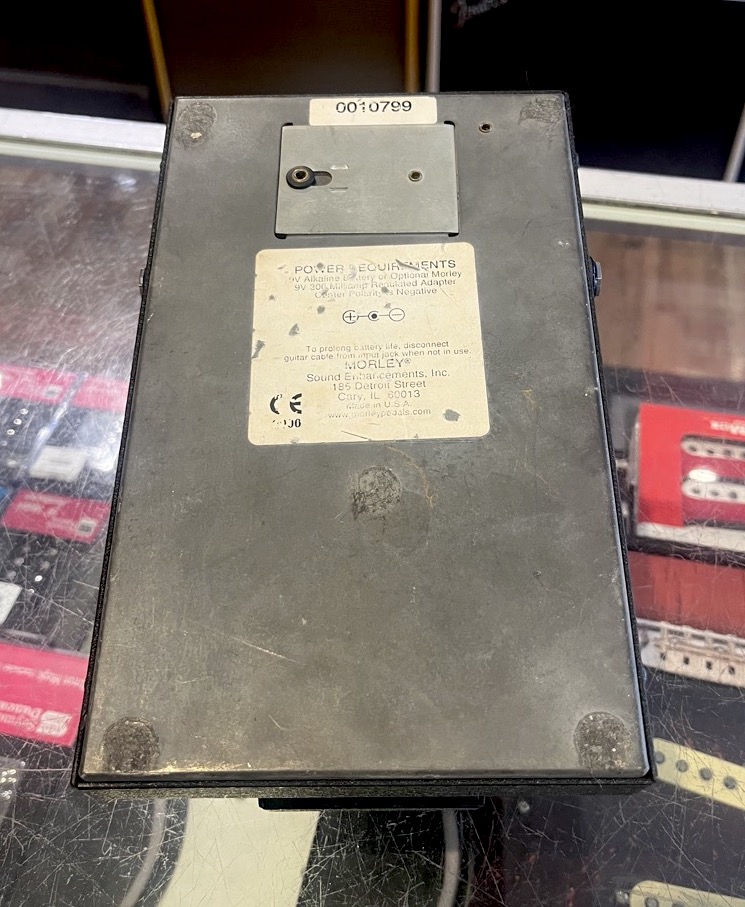 Fender
0010799
POWER REQUIREMENTS
9V Alkaline Battery or Optional Morley
9V 300 Milliamp Regulated Adapter
Center Polarity is Negative
+ −
To prolong battery life, disconnect
guitar cable from input jack when not in use.
MORLEY®
Sound Enhancements, Inc.
185 Detroit Street
Cary, IL 60013
Made in U.S.A.
www.morleypedals.com
CE